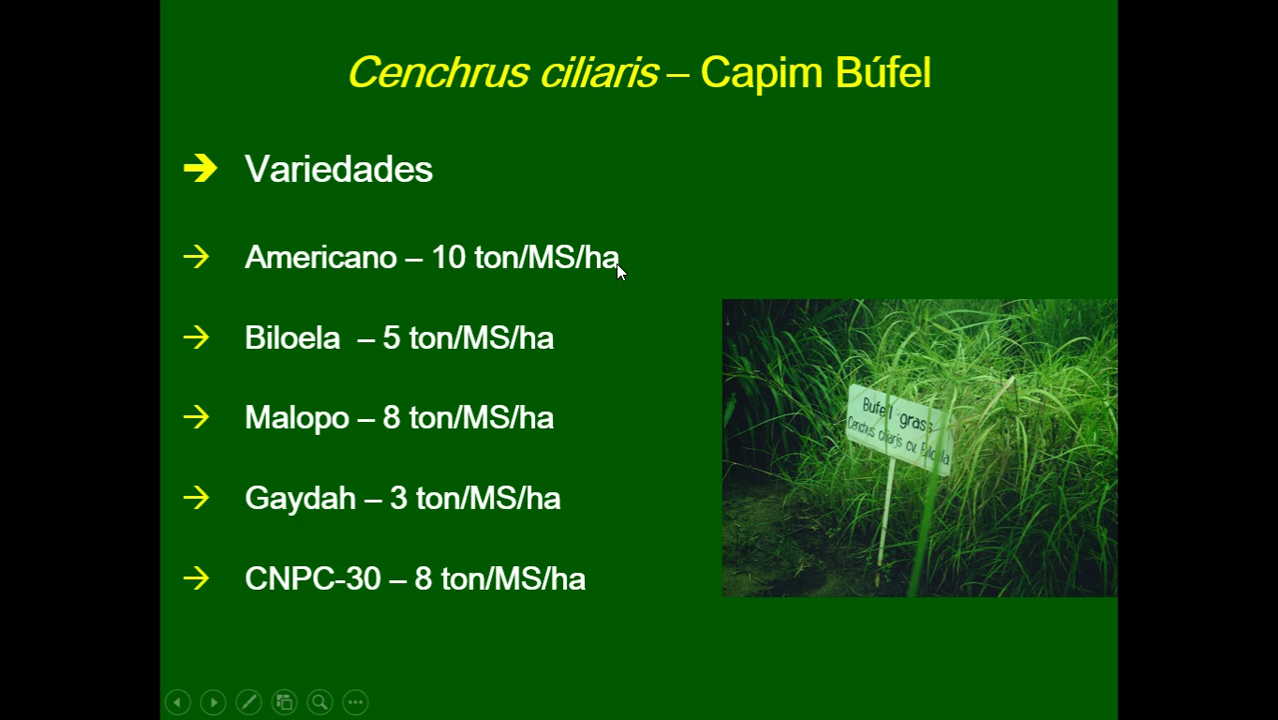 Cenchrus ciliaris – Capim Búfel
Variedades
Americano – 10 ton/MS/ha
Biloela – 5 ton/MS/ha
Malopo – 8 ton/MS/ha
Gaydah – 3 ton/MS/ha
CNPC-30 – 8 ton/MS/ha
Bufell grass
Cenchrus ciliaris cv. Biloela